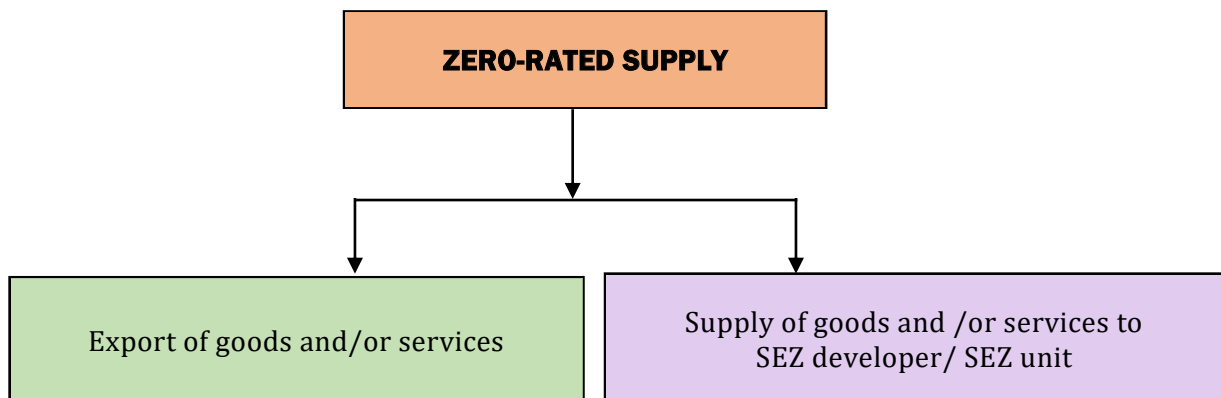 ZERO-RATED SUPPLY
Export of goods and/or services
Supply of goods and /or services to
SEZ developer/ SEZ unit